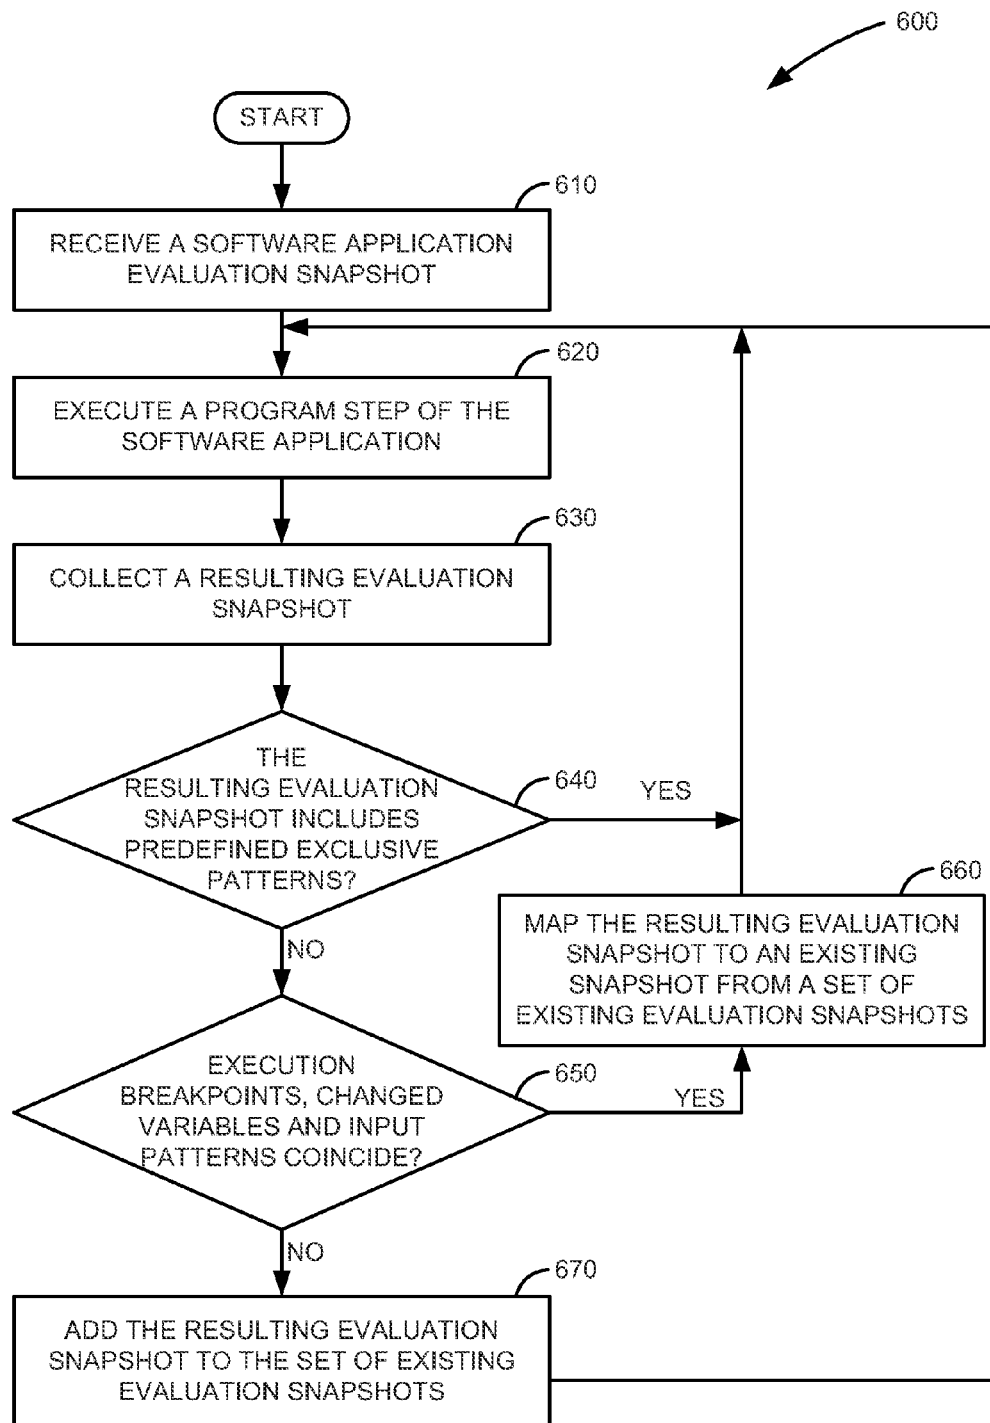 600
START
610
RECEIVE A SOFTWARE APPLICATION
EVALUATION SNAPSHOT
620
EXECUTE A PROGRAM STEP OF THE
SOFTWARE APPLICATION
630
COLLECT A RESULTING EVALUATION
SNAPSHOT
THE
RESULTING EVALUATION
SNAPSHOT INCLUDES
PREDEFINED EXCLUSIVE
PATTERNS?
640
YES
NO
660
MAP THE RESULTING EVALUATION
SNAPSHOT TO AN EXISTING
SNAPSHOT FROM A SET OF
EXISTING EVALUATION SNAPSHOTS
EXECUTION
BREAKPOINTS, CHANGED
VARIABLES AND INPUT
PATTERNS COINCIDE?
650
YES
NO
670
ADD THE RESULTING EVALUATION
SNAPSHOT TO THE SET OF EXISTING
EVALUATION SNAPSHOTS